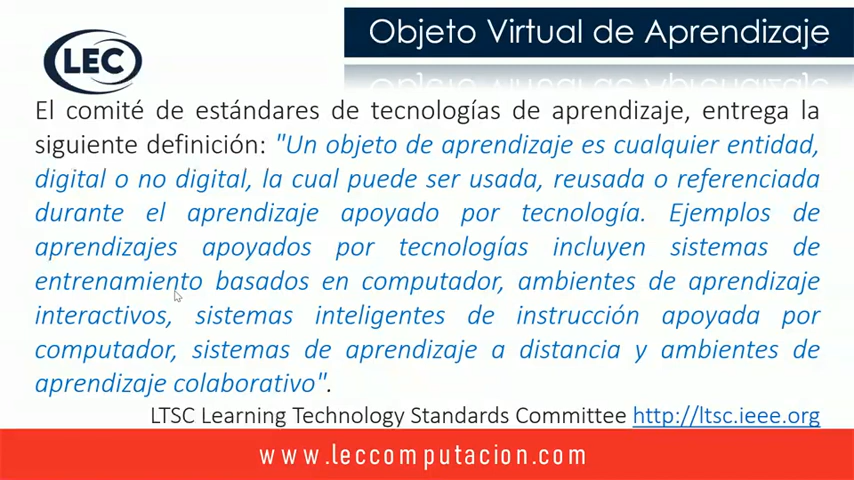 LEC
Objeto Virtual de Aprendizaje
El comité de estándares de tecnologías de aprendizaje, entrega la
siguiente definición: "Un objeto de aprendizaje es cualquier entidad,
digital o no digital, la cual puede ser usada, reusada o referenciada
durante el aprendizaje apoyado por tecnología. Ejemplos de
aprendizajes apoyados por tecnologías incluyen sistemas de
entrenamiento basados en computador, ambientes de aprendizaje
interactivos, sistemas inteligentes de instrucción apoyada por
computador, sistemas de aprendizaje a distancia y ambientes de
aprendizaje colaborativo".
LTSC Learning Technology Standards Committee http://ltsc.ieee.org
www.leccomputacion.com